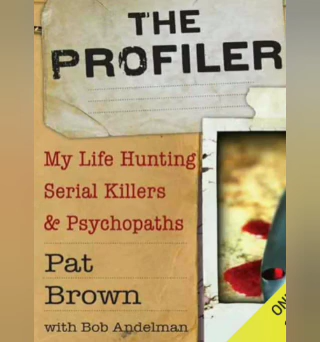 THE
PROFILER
My Life Hunting
Serial Killers
& Psychopaths
Pat
Brown
with Bob Andelman